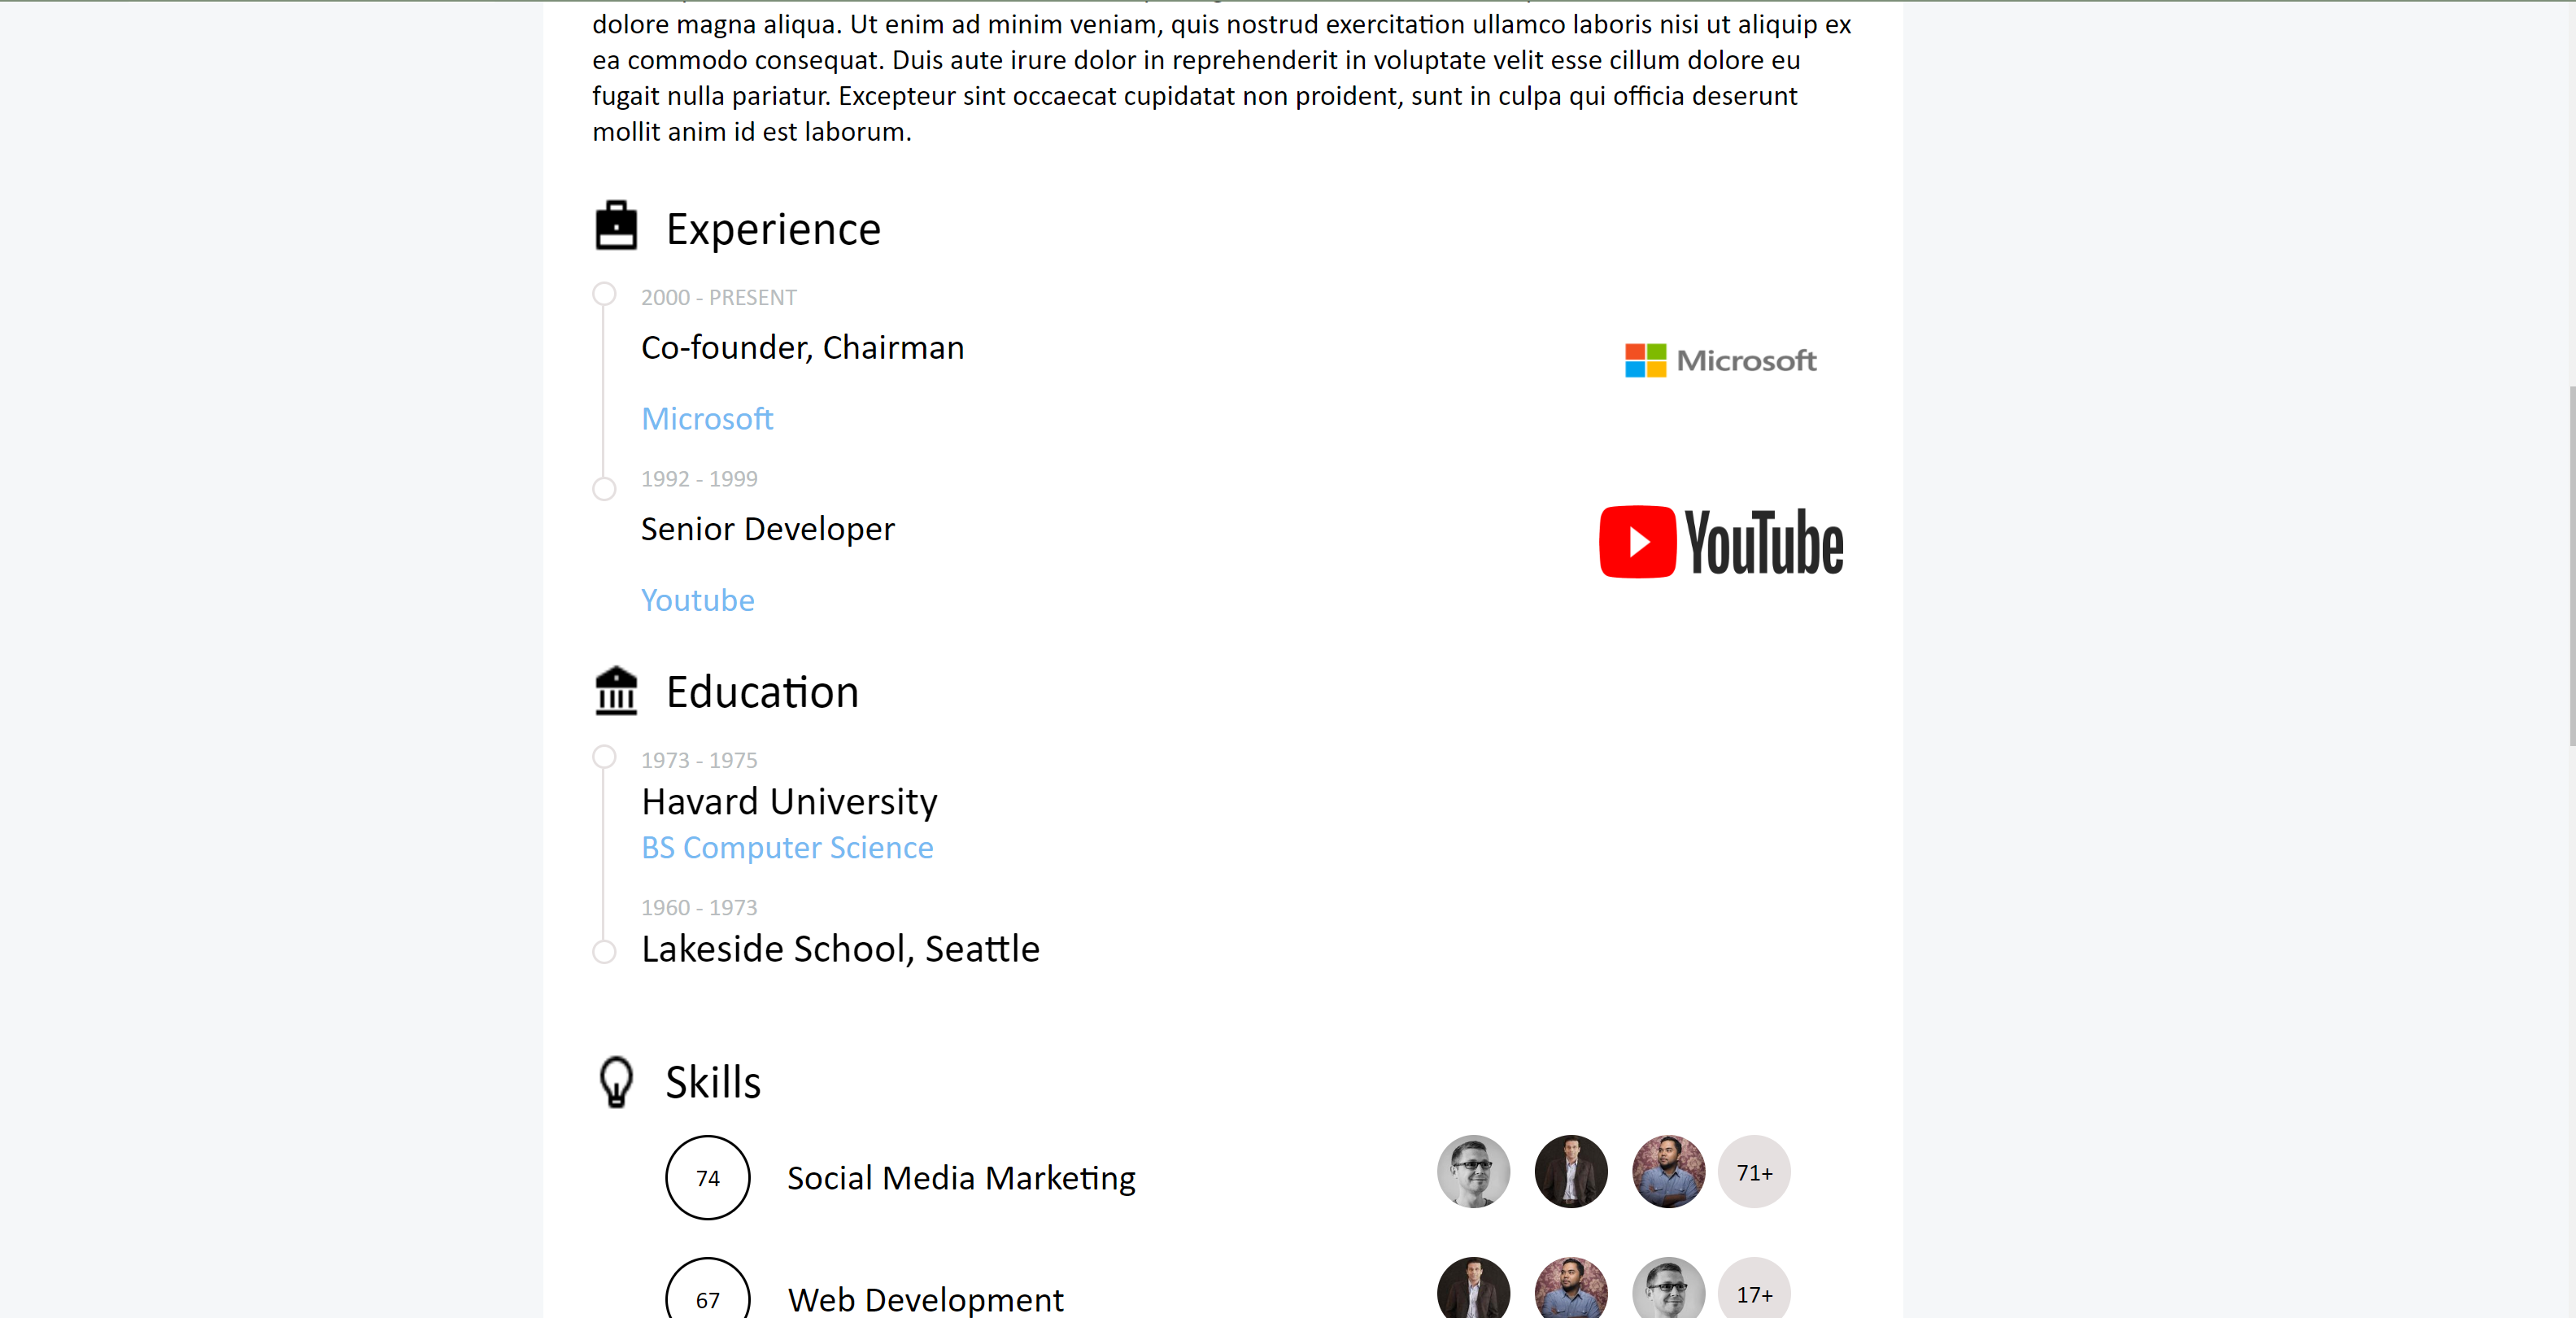 dolore magna aliqua. Ut enim ad minim veniam, quis nostrud exercitation ullamco laboris nisi ut aliquip ex
ea commodo consequat. Duis aute irure dolor in reprehenderit in voluptate velit esse cillum dolore eu
fugait nulla pariatur. Excepteur sint occaecat cupidatat non proident, sunt in culpa qui officia deserunt
mollit anim id est laborum.
Experience
2000 - PRESENT
Co-founder, Chairman
Microsoft
Microsoft
1992 - 1999
Senior Developer
YouTube
Youtube
Education
1973 - 1975
Havard University
BS Computer Science
1960 - 1973
Lakeside School, Seattle
Skills
74 Social Media Marketing 71+
67 Web Development 17+